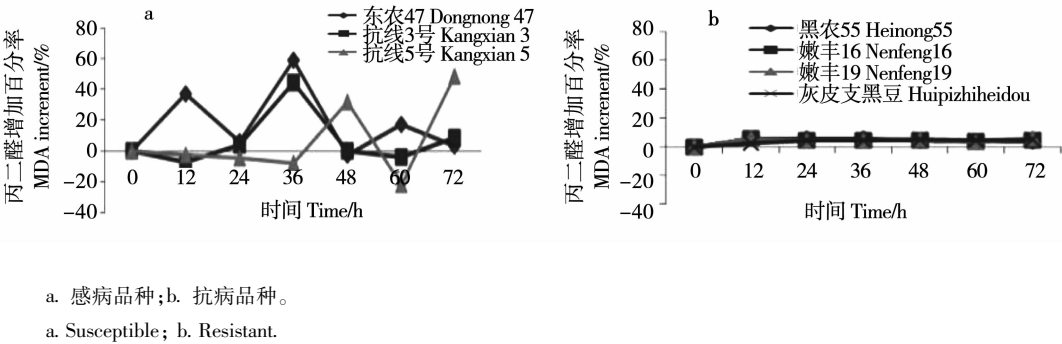 a
东农47 Dongnong 47
抗线3号 Kangxian 3
抗线5号 Kangxian 5
丙二醛增加百分率
MDA increment/%
80
60
40
20
0
−20
−40
0 12 24 36 48 60 72
时间 Time/h
b
黑农55 Heinong55
嫩丰16 Nenfeng16
嫩丰19 Nenfeng19
灰皮支黑豆 Huipizhiheidou
丙二醛增加百分率
MDA increment/%
80
60
40
20
0
−20
−40
0 12 24 36 48 60 72
时间 Time/h
a. 感病品种;b. 抗病品种。
a. Susceptible; b. Resistant.